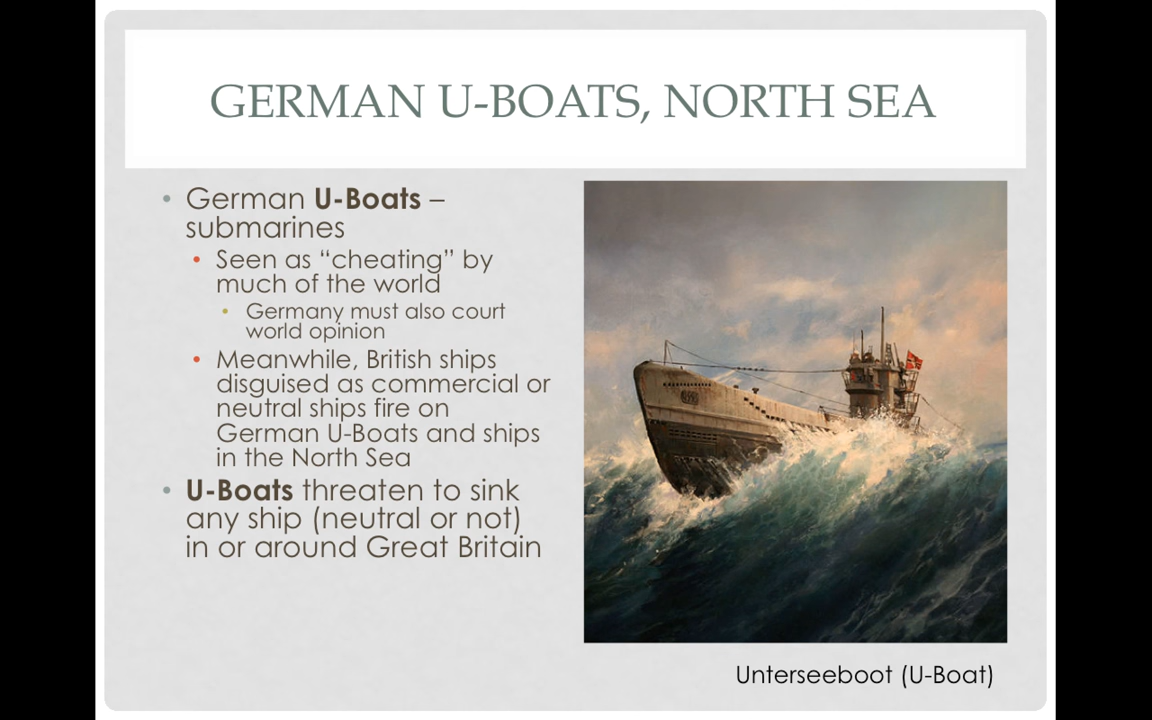 GERMAN U-BOATS, NORTH SEA
• German U-Boats –
submarines
• Seen as “cheating” by
much of the world
• Germany must also court
world opinion
• Meanwhile, British ships
disguised as commercial or
neutral ships fire on
German U-Boats and ships
in the North Sea
• U-Boats threaten to sink
any ship (neutral or not)
in or around Great Britain
Unterseeboot (U-Boat)